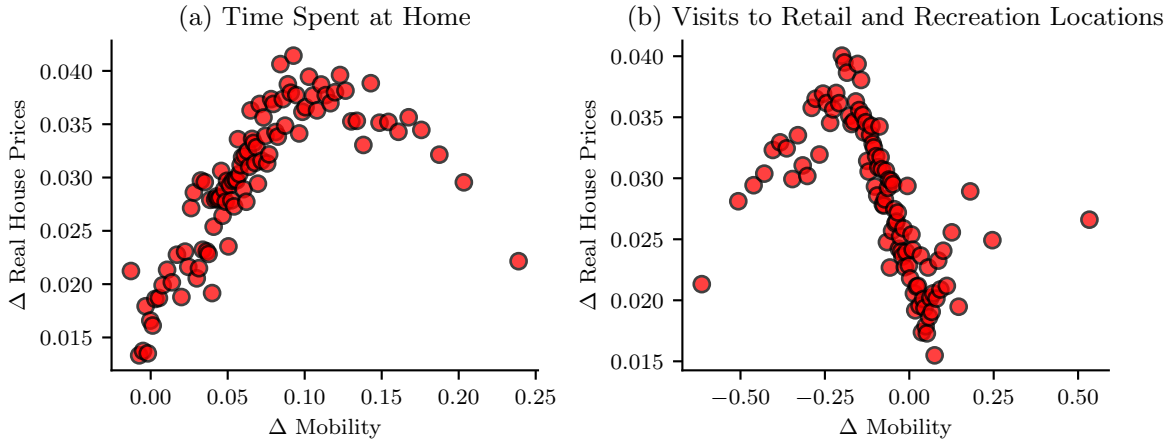 (a) Time Spent at Home
Δ Real House Prices
0.040
0.035
0.030
0.025
0.020
0.015
0.00 0.05 0.10 0.15 0.20 0.25
Δ Mobility
(b) Visits to Retail and Recreation Locations
Δ Real House Prices
0.040
0.035
0.030
0.025
0.020
0.015
−0.50 −0.25 0.00 0.25 0.50
Δ Mobility